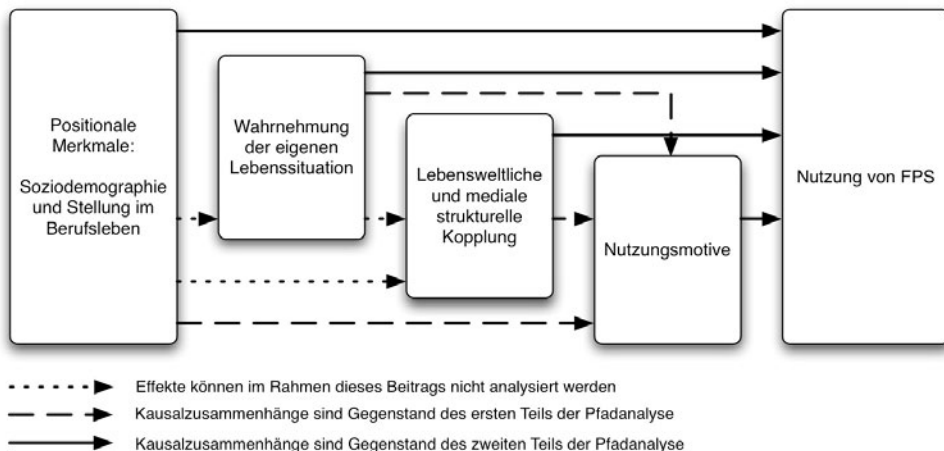 Positionale
Merkmale:
Soziodemographie
und Stellung im
Berufsleben
Wahrnehmung
der eigenen
Lebenssituation
Lebensweltliche
und mediale
strukturelle
Kopplung
Nutzungsmotive
Nutzung von FPS
Effekte können im Rahmen dieses Beitrags nicht analysiert werden
Kausalzusammenhänge sind Gegenstand des ersten Teils der Pfadanalyse
Kausalzusammenhänge sind Gegenstand des zweiten Teils der Pfadanalyse